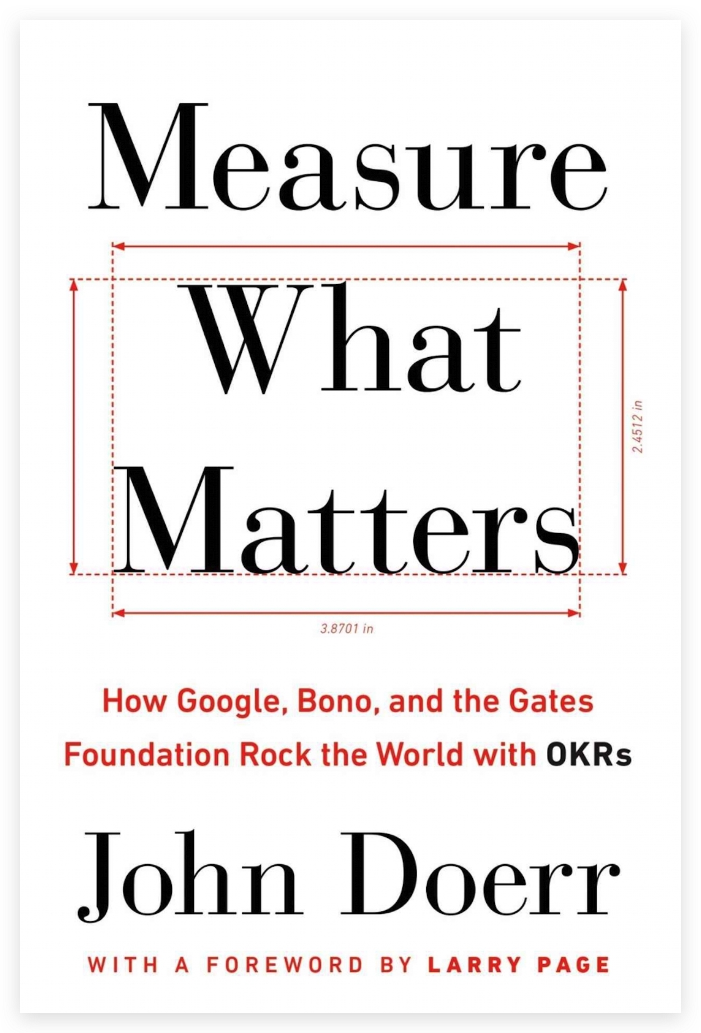 Measure
What
2.4512 in
Matters
3.8701 in
How Google, Bono, and the Gates
Foundation Rock the World with OKRs
John Doerr
WITH A FOREWORD BY LARRY PAGE